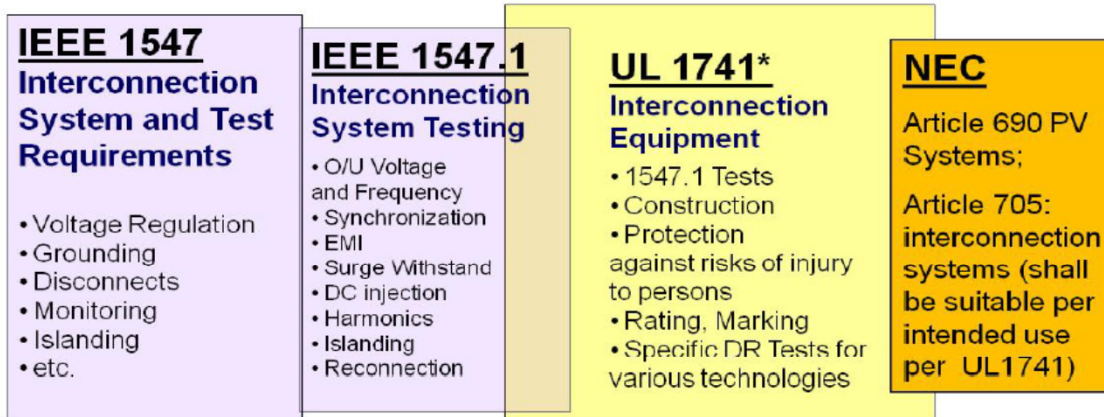 IEEE 1547
Interconnection
System and Test
Requirements
• Voltage Regulation
• Grounding
• Disconnects
• Monitoring
• Islanding
• etc.
IEEE 1547.1
Interconnection
System Testing
• O/U Voltage
and Frequency
• Synchronization
• EMI
• Surge Withstand
• DC injection
• Harmonics
• Islanding
• Reconnection
UL 1741*
Interconnection
Equipment
• 1547.1 Tests
• Construction
• Protection
against risks of injury
to persons
• Rating, Marking
• Specific DR Tests for
various technologies
NEC
Article 690 PV
Systems;
Article 705:
interconnection
systems (shall
be suitable per
intended use
per UL1741)